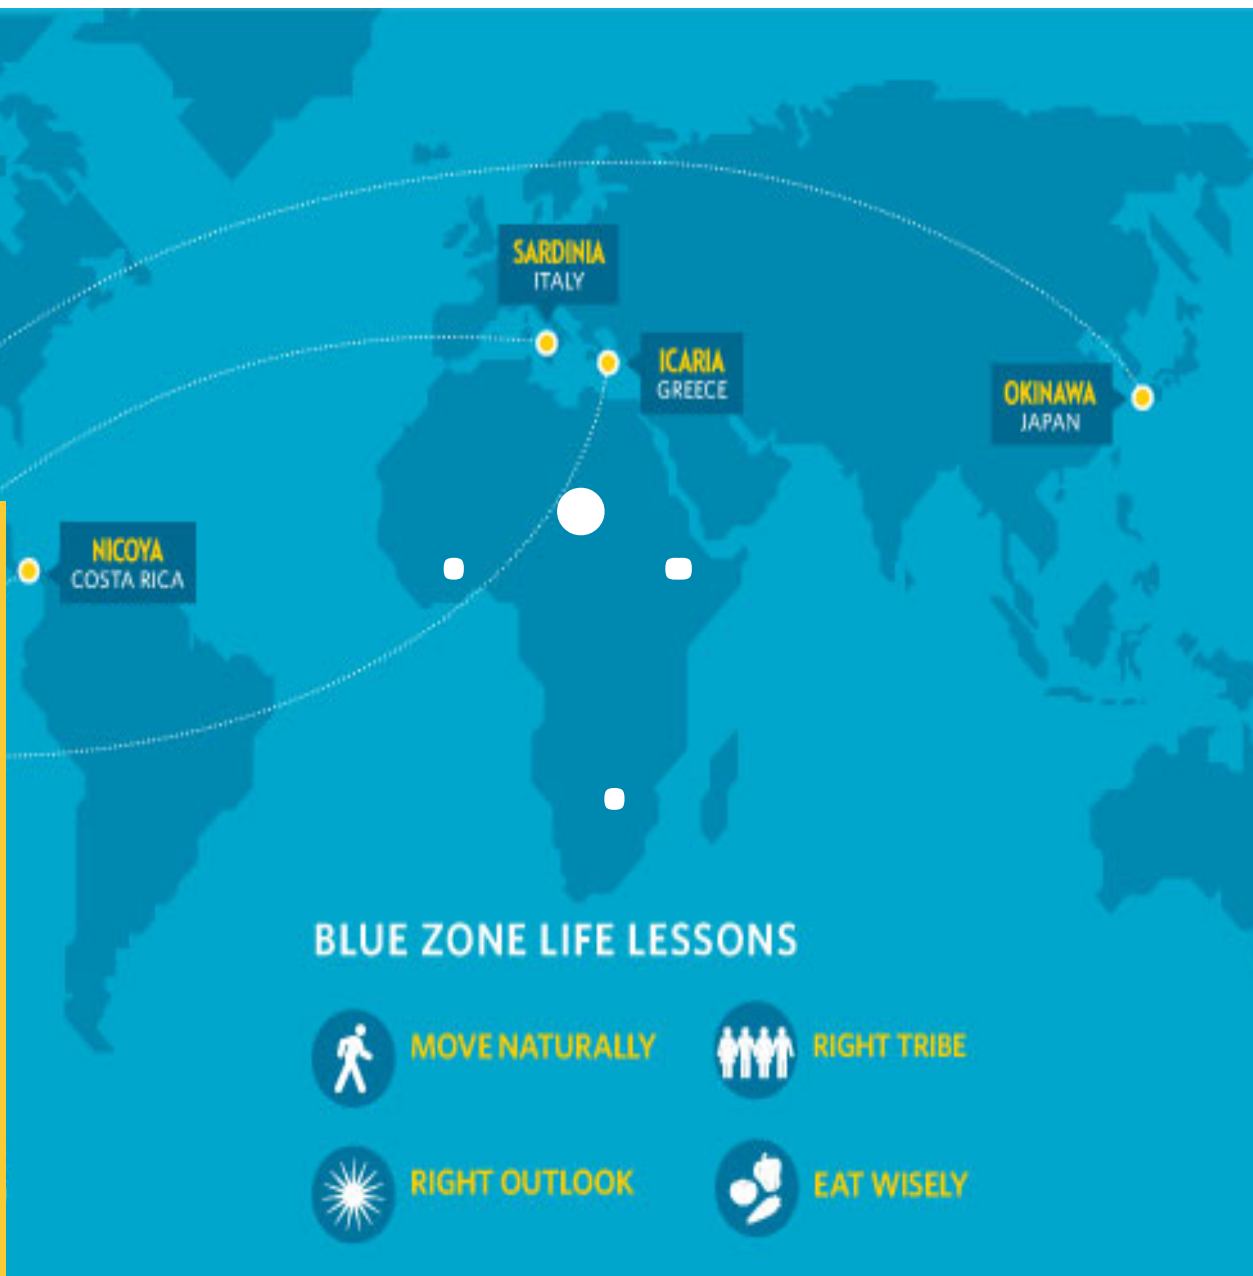 SARDINIA
ITALY
ICARIA
GREECE
OKINAWA
JAPAN
NICOYA
COSTA RICA
BLUE ZONE LIFE LESSONS
MOVE NATURALLY
RIGHT TRIBE
RIGHT OUTLOOK
EAT WISELY